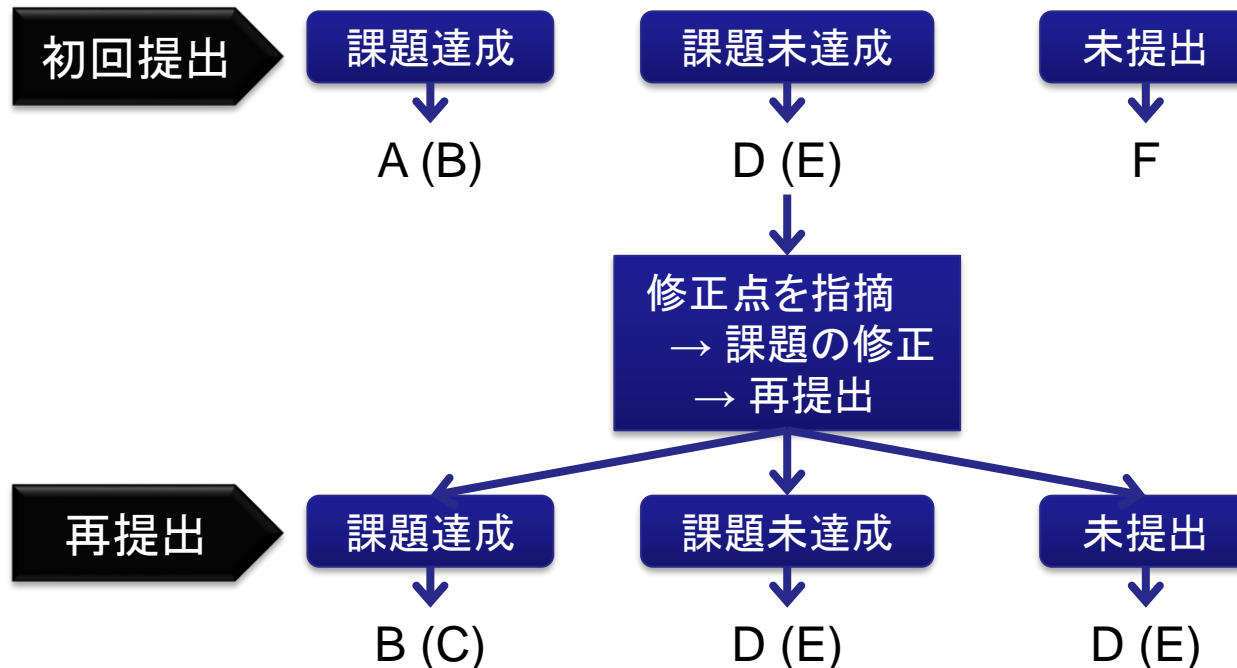 初回提出
課題達成
課題未達成
未提出
A (B)
D (E)
F
修正点を指摘
→ 課題の修正
→ 再提出
再提出
課題達成
課題未達成
未提出
B (C)
D (E)
D (E)